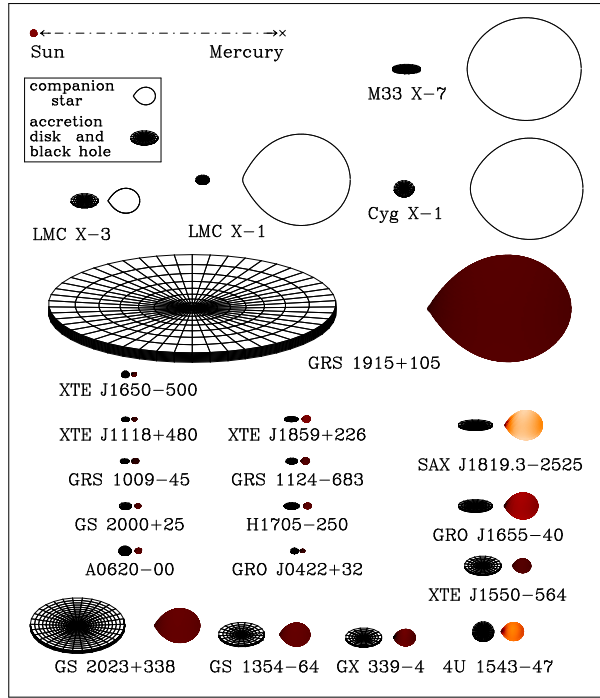 Sun
Mercury
companion
star
accretion
disk and
black hole
M33 X−7
LMC X−3
LMC X−1
Cyg X−1
GRS 1915+105
XTE J1650−500
XTE J1118+480
XTE J1859+226
SAX J1819.3−2525
GRS 1009−45
GRS 1124−683
GS 2000+25
H1705−250
GRO J1655−40
A0620−00
GRO J0422+32
XTE J1550−564
GS 2023+338
GS 1354−64
GX 339−4
4U 1543−47